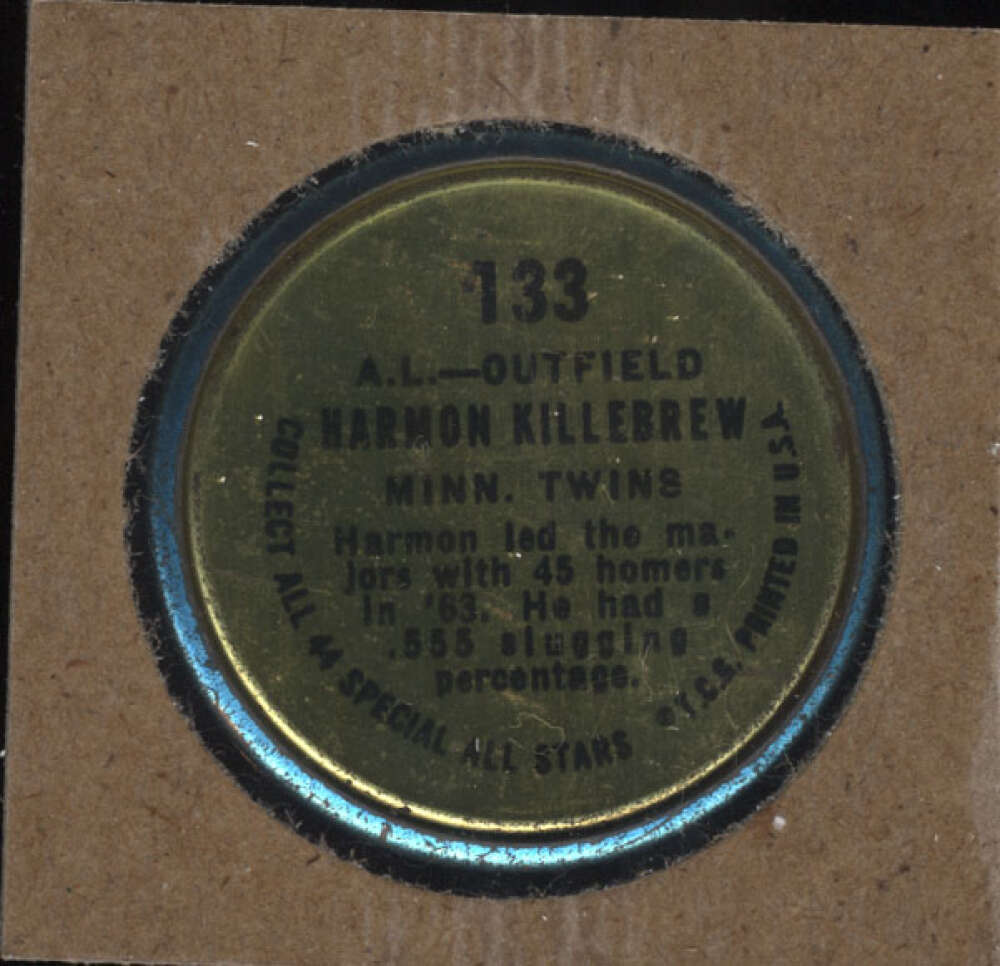 133
A.L.—OUTFIELD
HARMON KILLEBREW
MINN. TWINS
Harmon led the ma-
jors with 45 homers
in '63. He had a
.555 slugging
percentage.
COLLECT ALL 44 SPECIAL ALL STARS
©T.C.G. PRINTED IN USA